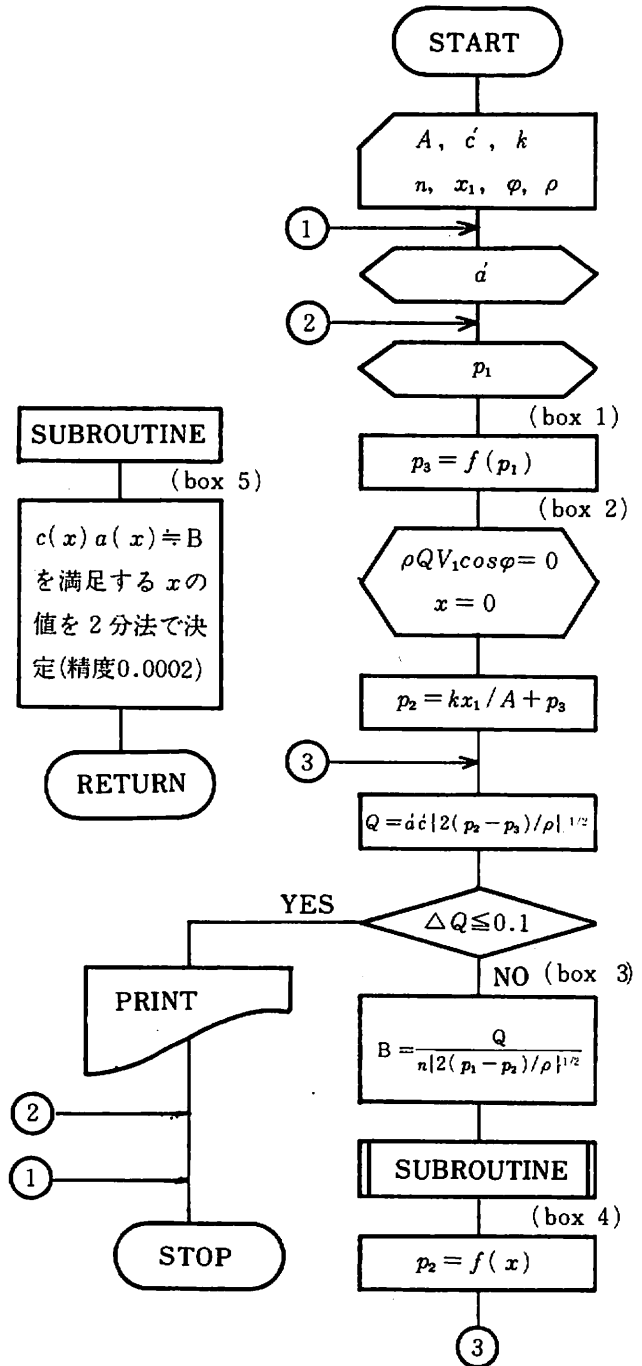 START
A, ć, k
n, x₁, φ, ρ
①
á
②
p₁
(box 1)
p₃ = f(p₁)
(box 2)
ρQV₁cosφ = 0
x = 0
p₂ = kx₁/A + p₃
③
Q = áć{2(p₂−p₃)/ρ}¹/²
△Q≦0.1
YES
NO (box 3)
B = Q / n{2(p₁−p₂)/ρ}¹/²
SUBROUTINE
(box 4)
p₂ = f(x)
③
PRINT
②
①
STOP
SUBROUTINE
(box 5)
c(x)a(x)≒B
を満足するxの
値を2分法で決
定(精度0.0002)
RETURN